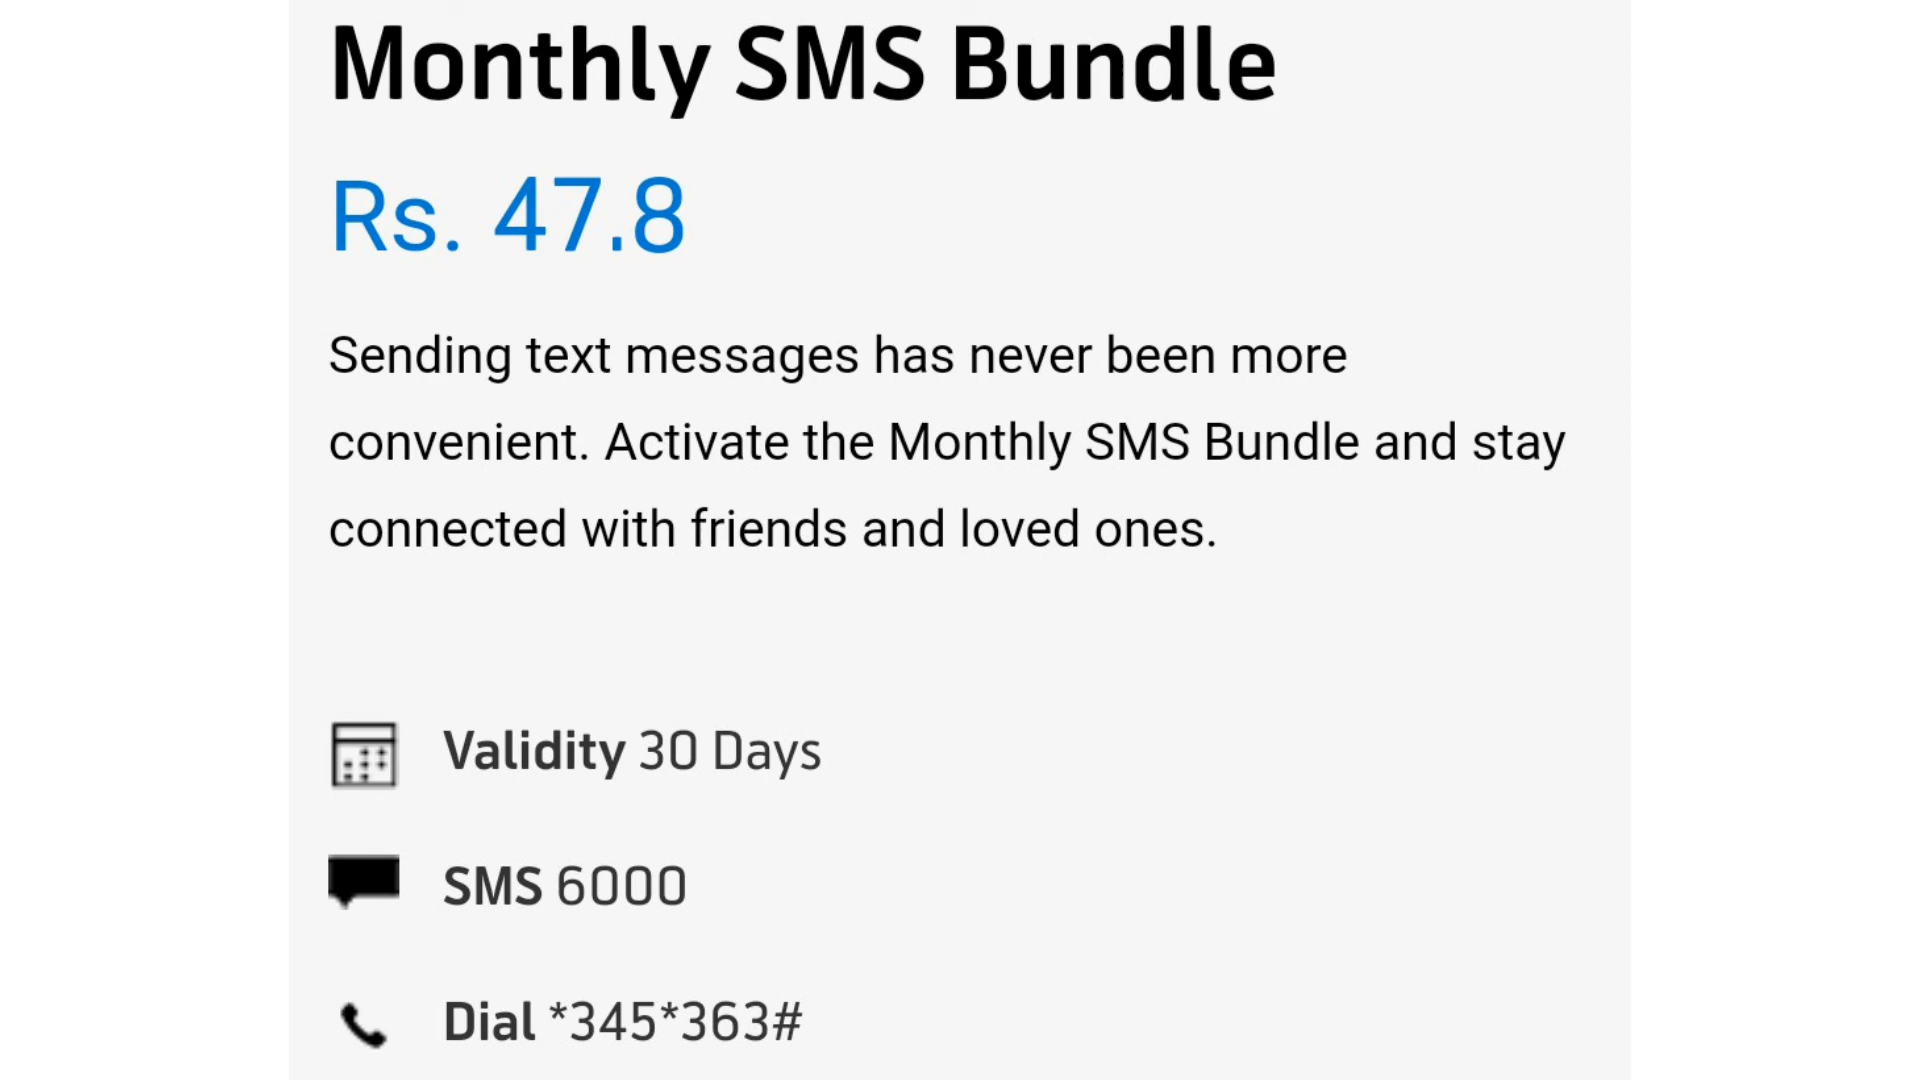 Monthly SMS Bundle
Rs. 47.8
Sending text messages has never been more
convenient. Activate the Monthly SMS Bundle and stay
connected with friends and loved ones.
Validity 30 Days
SMS 6000
Dial *345*363#